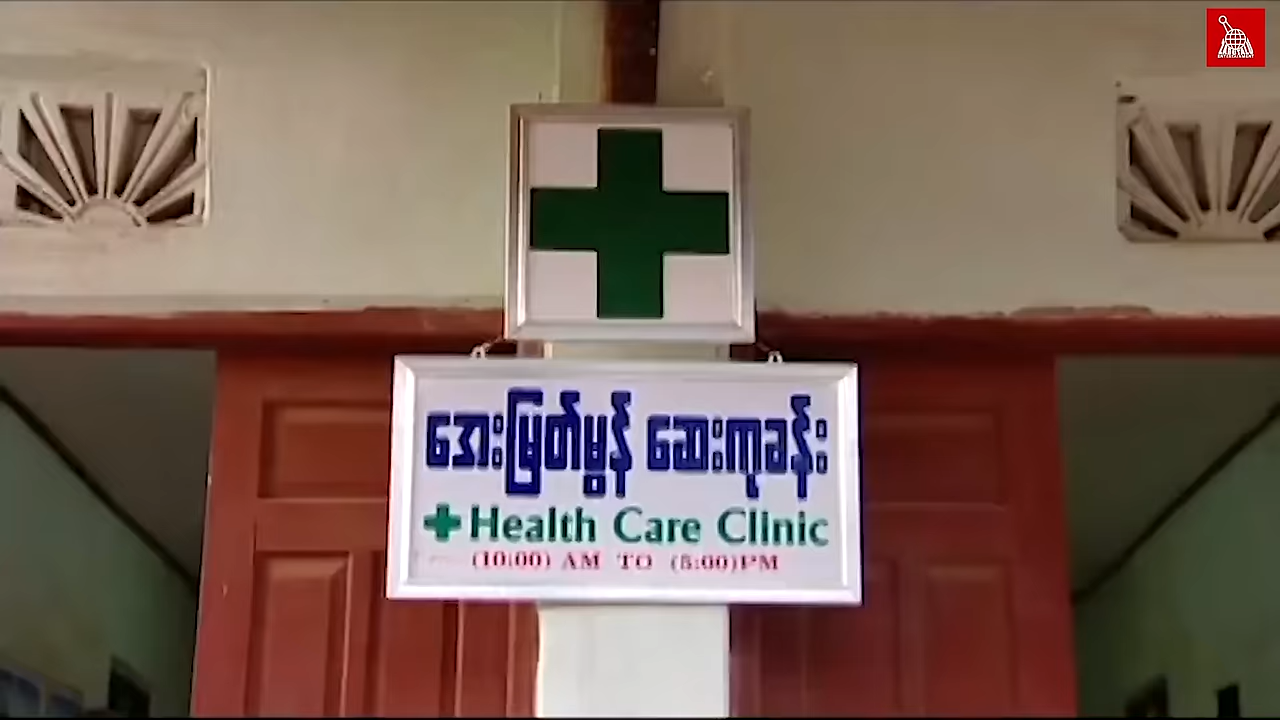 အေးမြတ်မွန် ဆေးကုခန်း
Health Care Clinic
(10:00) AM TO (5:00)PM